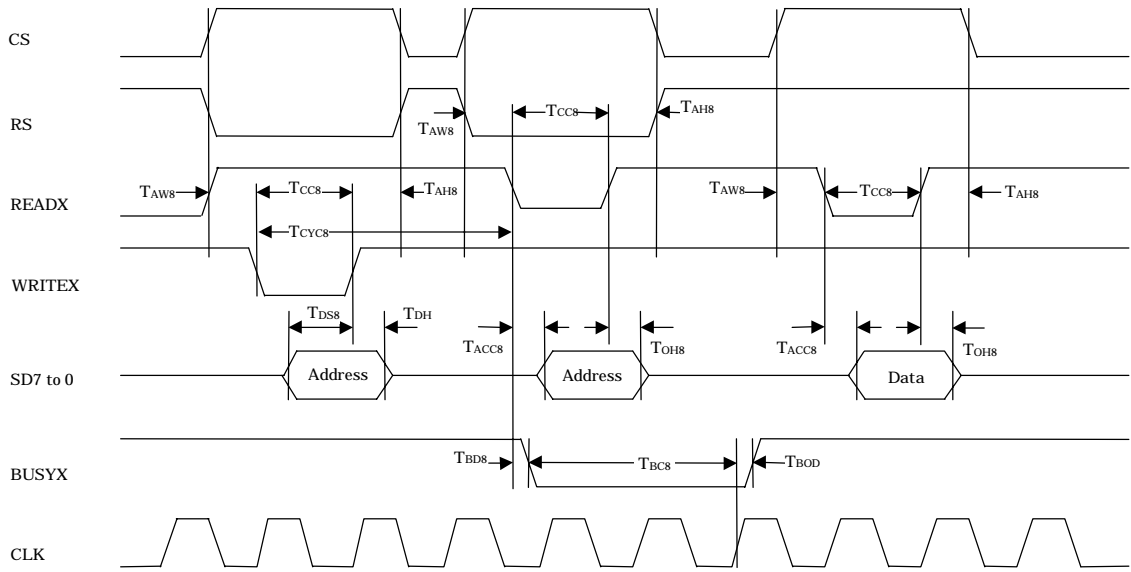 CS
RS
TCC8
TAH8
TAW8
READX
TAW8
TCC8
TAH8
TAW8
TCC8
TAH8
TCYC8
WRITEX
TDS8
TDH
TACC8
TOH8
TACC8
TOH8
SD7 to 0
Address
Address
Data
BUSYX
TBD8
TBC8
TBOD
CLK